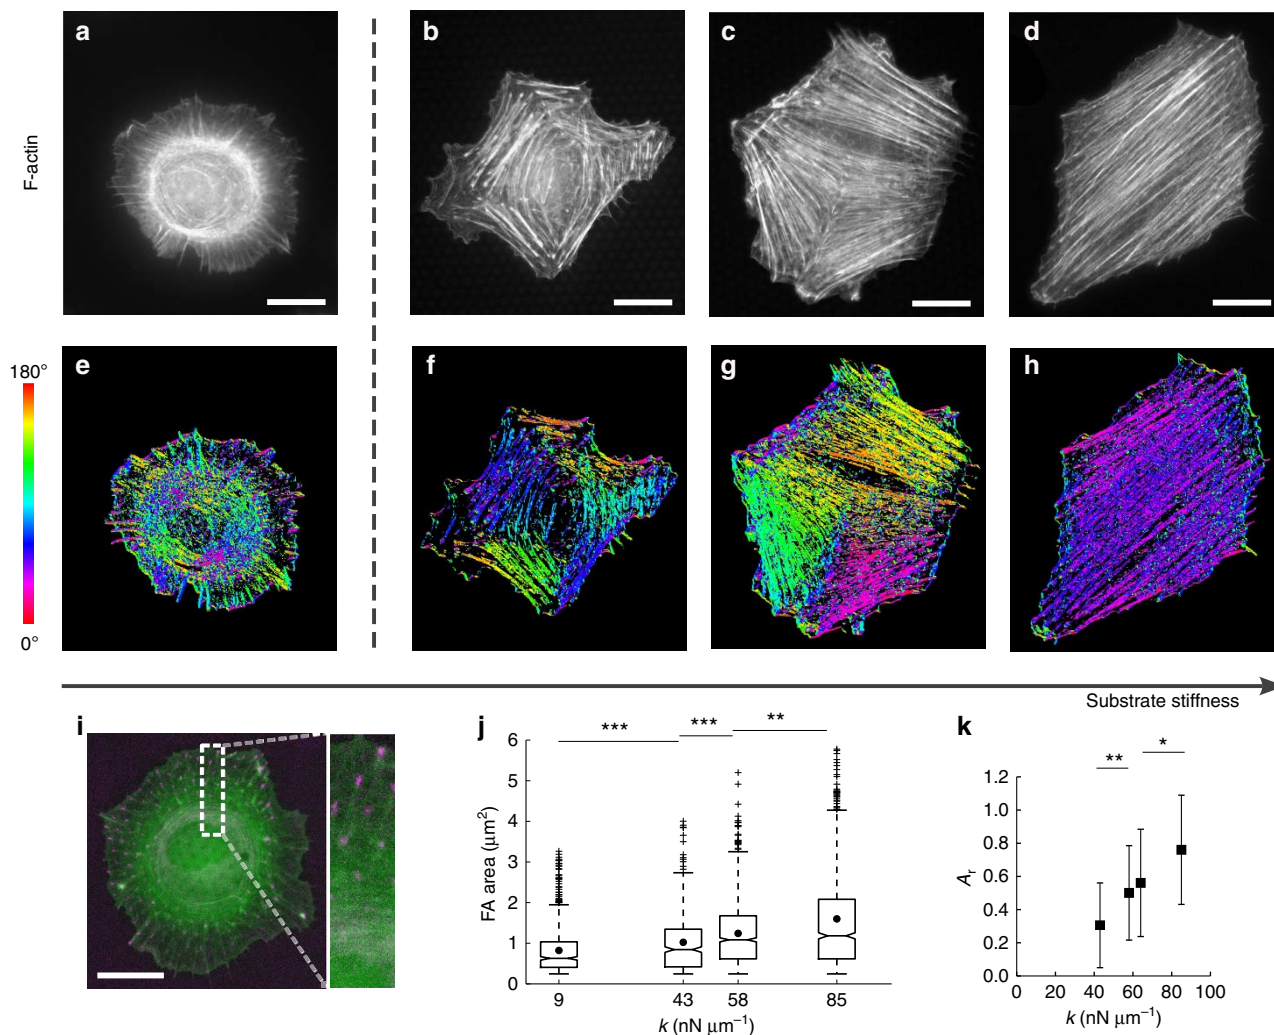 a
b
c
d
F-actin
e
f
g
h
180°
0°
Substrate stiffness
i
j
k
***
***
**
6
5
4
3
2
1
0
FA area (μm²)
9
43
58
85
k (nN μm⁻¹)
**
*
1.2
1.0
0.8
0.6
0.4
0.2
0.0
Aᵣ
0
20
40
60
80
100
k (nN μm⁻¹)